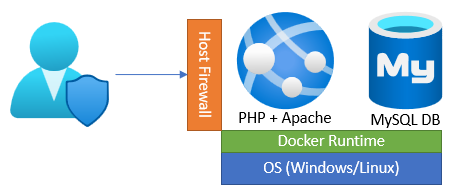 Host Firewall
My
PHP + Apache
MySQL DB
Docker Runtime
OS (Windows/Linux)